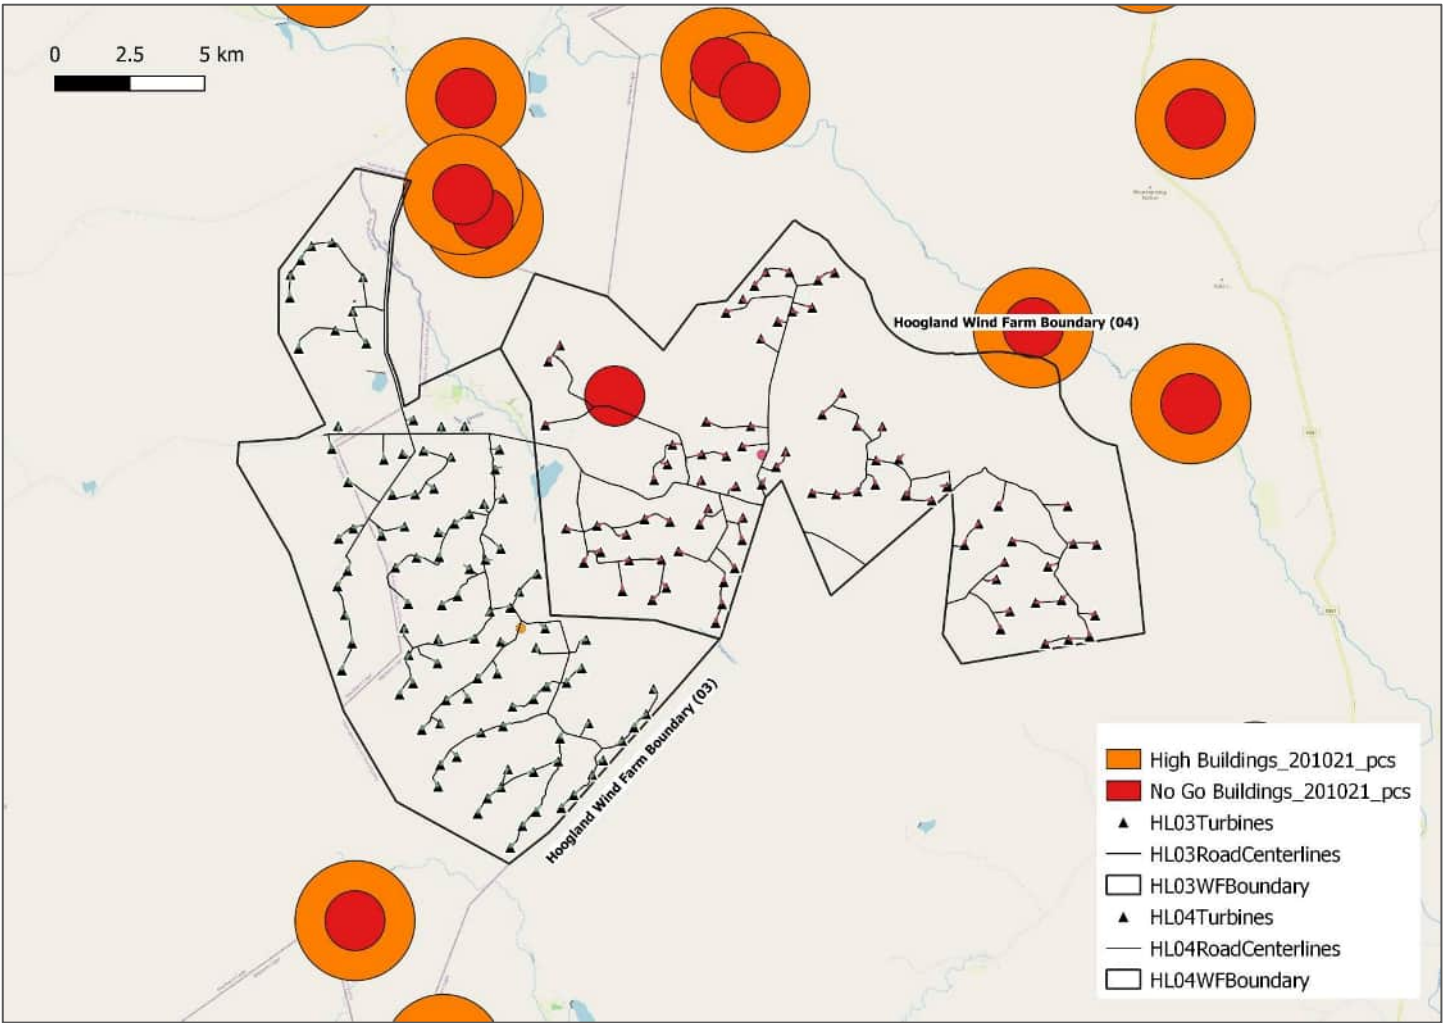 0 2.5 5 km
Hoogland Wind Farm Boundary (04)
Hoogland Wind Farm Boundary (03)
High Buildings_201021_pcs
No Go Buildings_201021_pcs
HL03Turbines
HL03RoadCenterlines
HL03WFBoundary
HL04Turbines
HL04RoadCenterlines
HL04WFBoundary